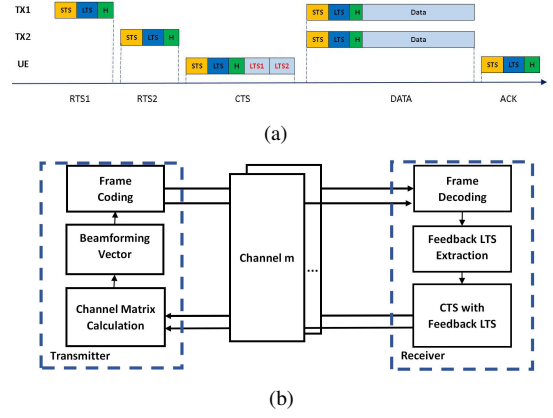 TX1 STS LTS H STS LTS H Data
TX2 STS LTS H STS LTS H Data
UE STS LTS H LTS1 LTS2 STS LTS H
RTS1 RTS2 CTS DATA ACK
(a)
Frame
Coding
Beamforming
Vector
Channel Matrix
Calculation
Transmitter
Channel m
...
Frame
Decoding
Feedback LTS
Extraction
CTS with
Feedback LTS
Receiver
(b)